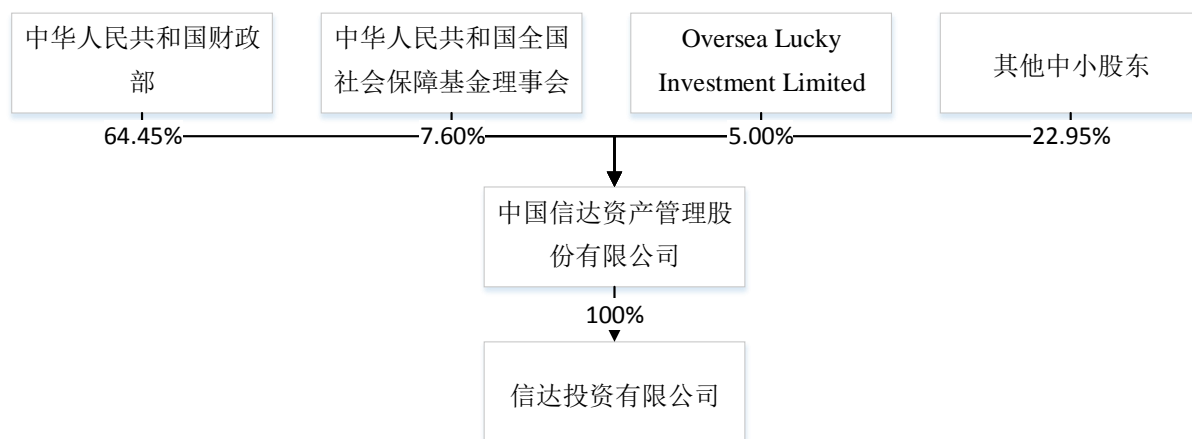 中华人民共和国财政
部
中华人民共和国全国
社会保障基金理事会
Oversea Lucky
Investment Limited
其他中小股东
64.45%
7.60%
5.00%
22.95%
中国信达资产管理股
份有限公司
100%
信达投资有限公司